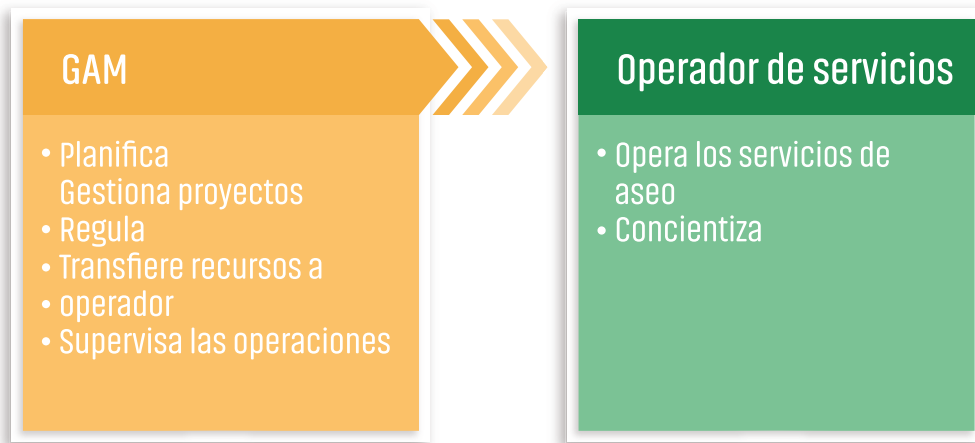 GAM
• Planifica
Gestiona proyectos
• Regula
• Transfiere recursos a
• operador
• Supervisa las operaciones
Operador de servicios
• Opera los servicios de
aseo
• Concientiza